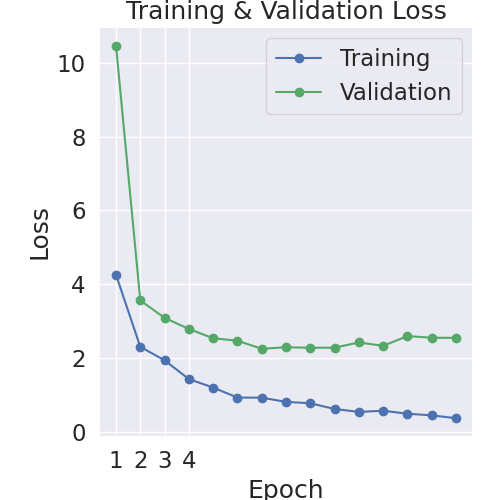 Training & Validation Loss
Training
Validation
Loss
10
8
6
4
2
0
1 2 3 4
Epoch